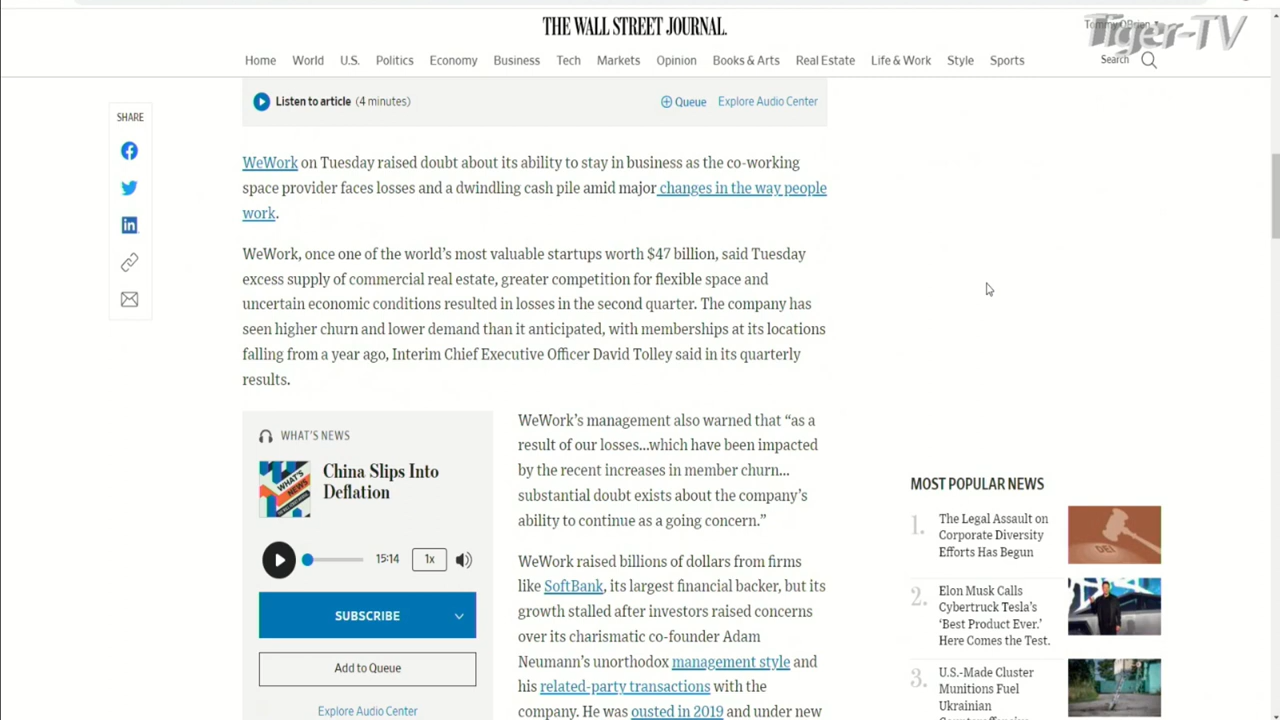 THE WALL STREET JOURNAL.
Tommy OBrien
Tiger-TV
Home World U.S. Politics Economy Business Tech Markets Opinion Books & Arts Real Estate Life & Work Style Sports
Search
Listen to article (4 minutes)
Queue Explore Audio Center
SHARE
WeWork on Tuesday raised doubt about its ability to stay in business as the co-working
space provider faces losses and a dwindling cash pile amid major changes in the way people
work.
WeWork, once one of the world's most valuable startups worth $47 billion, said Tuesday
excess supply of commercial real estate, greater competition for flexible space and
uncertain economic conditions resulted in losses in the second quarter. The company has
seen higher churn and lower demand than it anticipated, with memberships at its locations
falling from a year ago, Interim Chief Executive Officer David Tolley said in its quarterly
results.
WHAT'S NEWS
WHAT'S
NEWS
China Slips Into
Deflation
15:14 1x
SUBSCRIBE
Add to Queue
Explore Audio Center
WeWork's management also warned that “as a
result of our losses...which have been impacted
by the recent increases in member churn...
substantial doubt exists about the company's
ability to continue as a going concern.”
WeWork raised billions of dollars from firms
like SoftBank, its largest financial backer, but its
growth stalled after investors raised concerns
over its charismatic co-founder Adam
Neumann's unorthodox management style and
his related-party transactions with the
company. He was ousted in 2019 and under new
MOST POPULAR NEWS
1. The Legal Assault on
Corporate Diversity
Efforts Has Begun
DEI
2. Elon Musk Calls
Cybertruck Tesla's
‘Best Product Ever.’
Here Comes the Test.
3. U.S.-Made Cluster
Munitions Fuel
Ukrainian